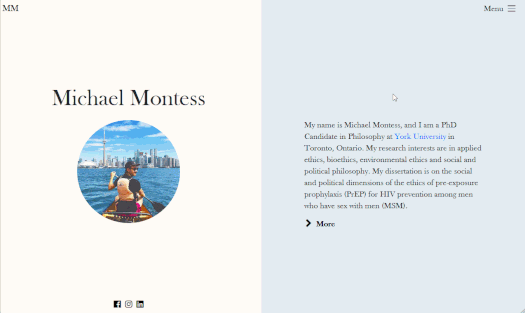 MM
Menu
Michael Montess
My name is Michael Montess, and I am a PhD
Candidate in Philosophy at York University in
Toronto, Ontario. My research interests are in applied
ethics, bioethics, environmental ethics and social and
political philosophy. My dissertation is on the social
and political dimensions of the ethics of pre-exposure
prophylaxis (PrEP) for HIV prevention among men
who have sex with men (MSM).
More